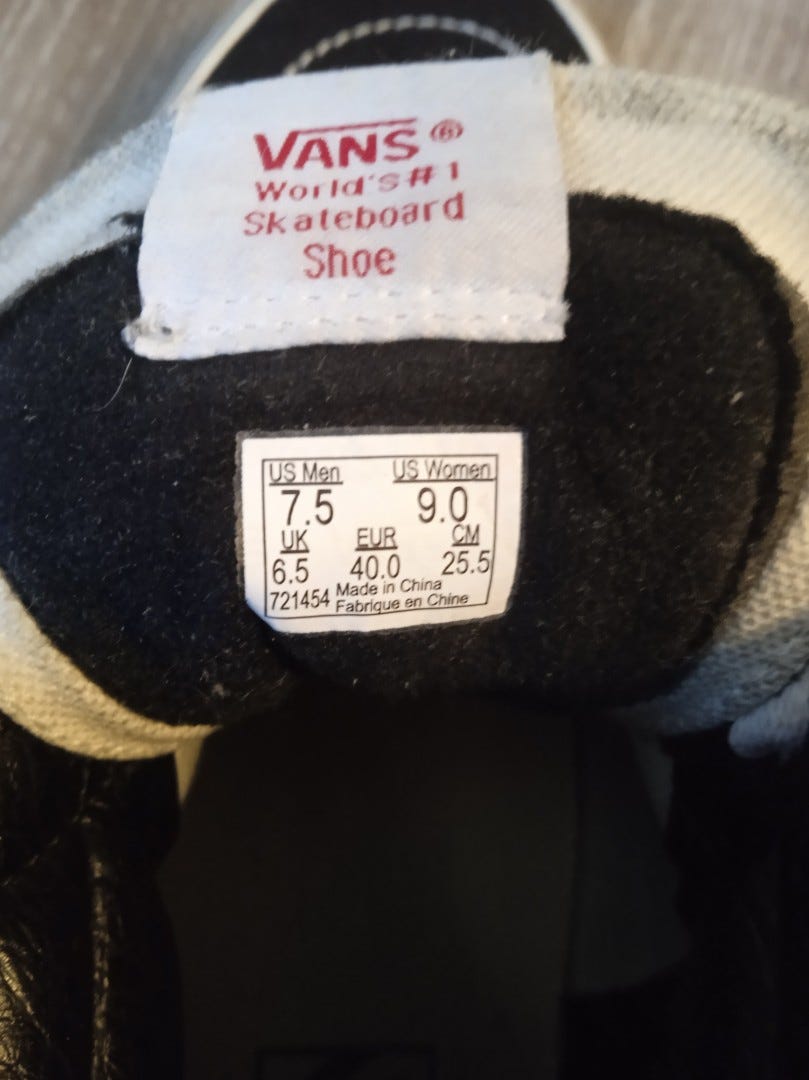 VANS®
World's #1
Skateboard
Shoe
US Men US Women
7.5 9.0
UK EUR CM
6.5 40.0 25.5
721454 Made in China
Fabrique en Chine